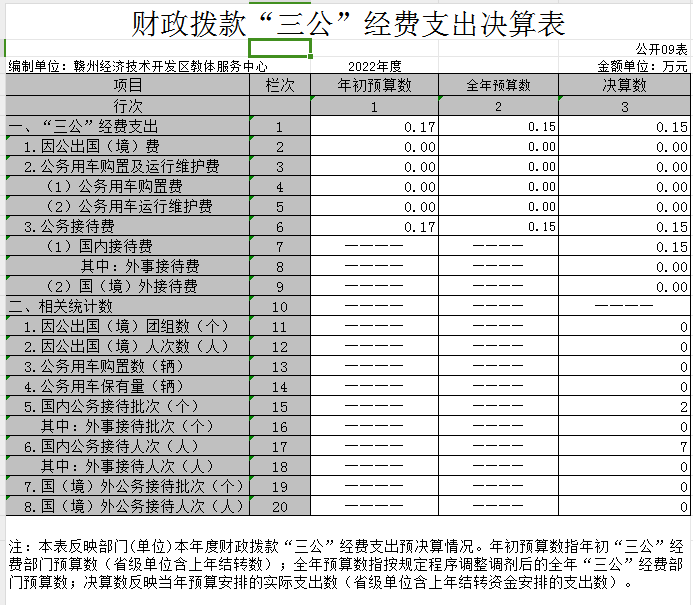 财政拨款“三公”经费支出决算表
公开09表
编制单位：赣州经济技术开发区教体服务中心 2022年度 金额单位：万元
项目 栏次 年初预算数 全年预算数 决算数
行次 1 2 3
一、“三公”经费支出 1 0.17 0.15 0.15
1.因公出国（境）费 2 0.00 0.00 0.00
2.公务用车购置及运行维护费 3 0.00 0.00 0.00
（1）公务用车购置费 4 0.00 0.00 0.00
（2）公务用车运行维护费 5 0.00 0.00 0.00
3.公务接待费 6 0.17 0.15 0.15
（1）国内接待费 7 ———— ———— 0.15
其中：外事接待费 8 ———— ———— 0.00
（2）国（境）外接待费 9 ———— ———— 0.00
二、相关统计数 10 ———— ———— ————
1.因公出国（境）团组数（个） 11 ———— ———— 0
2.因公出国（境）人次数（人） 12 ———— ———— 0
3.公务用车购置数（辆） 13 ———— ———— 0
4.公务用车保有量（辆） 14 ———— ———— 0
5.国内公务接待批次（个） 15 ———— ———— 2
其中：外事接待批次（个） 16 ———— ———— 0
6.国内公务接待人次（人） 17 ———— ———— 7
其中：外事接待人次（人） 18 ———— ———— 0
7.国（境）外公务接待批次（个） 19 ———— ———— 0
8.国（境）外公务接待人次（人） 20 ———— ———— 0
注：本表反映部门(单位)本年度财政拨款“三公”经费支出预决算情况。年初预算数指年初“三公”经
费部门预算数（省级单位含上年结转数）；全年预算数指按规定程序调整调剂后的全年“三公”经费部
门预算数；决算数反映当年预算安排的实际支出数（省级单位含上年结转资金安排的支出数）。